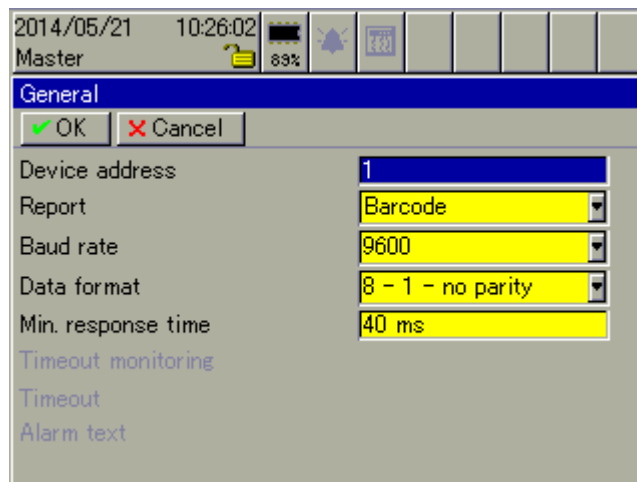 2014/05/21 10:26:02
Master
89%
General
OK Cancel
Device address 1
Report Barcode
Baud rate 9600
Data format 8 - 1 - no parity
Min. response time 40 ms
Timeout monitoring
Timeout
Alarm text